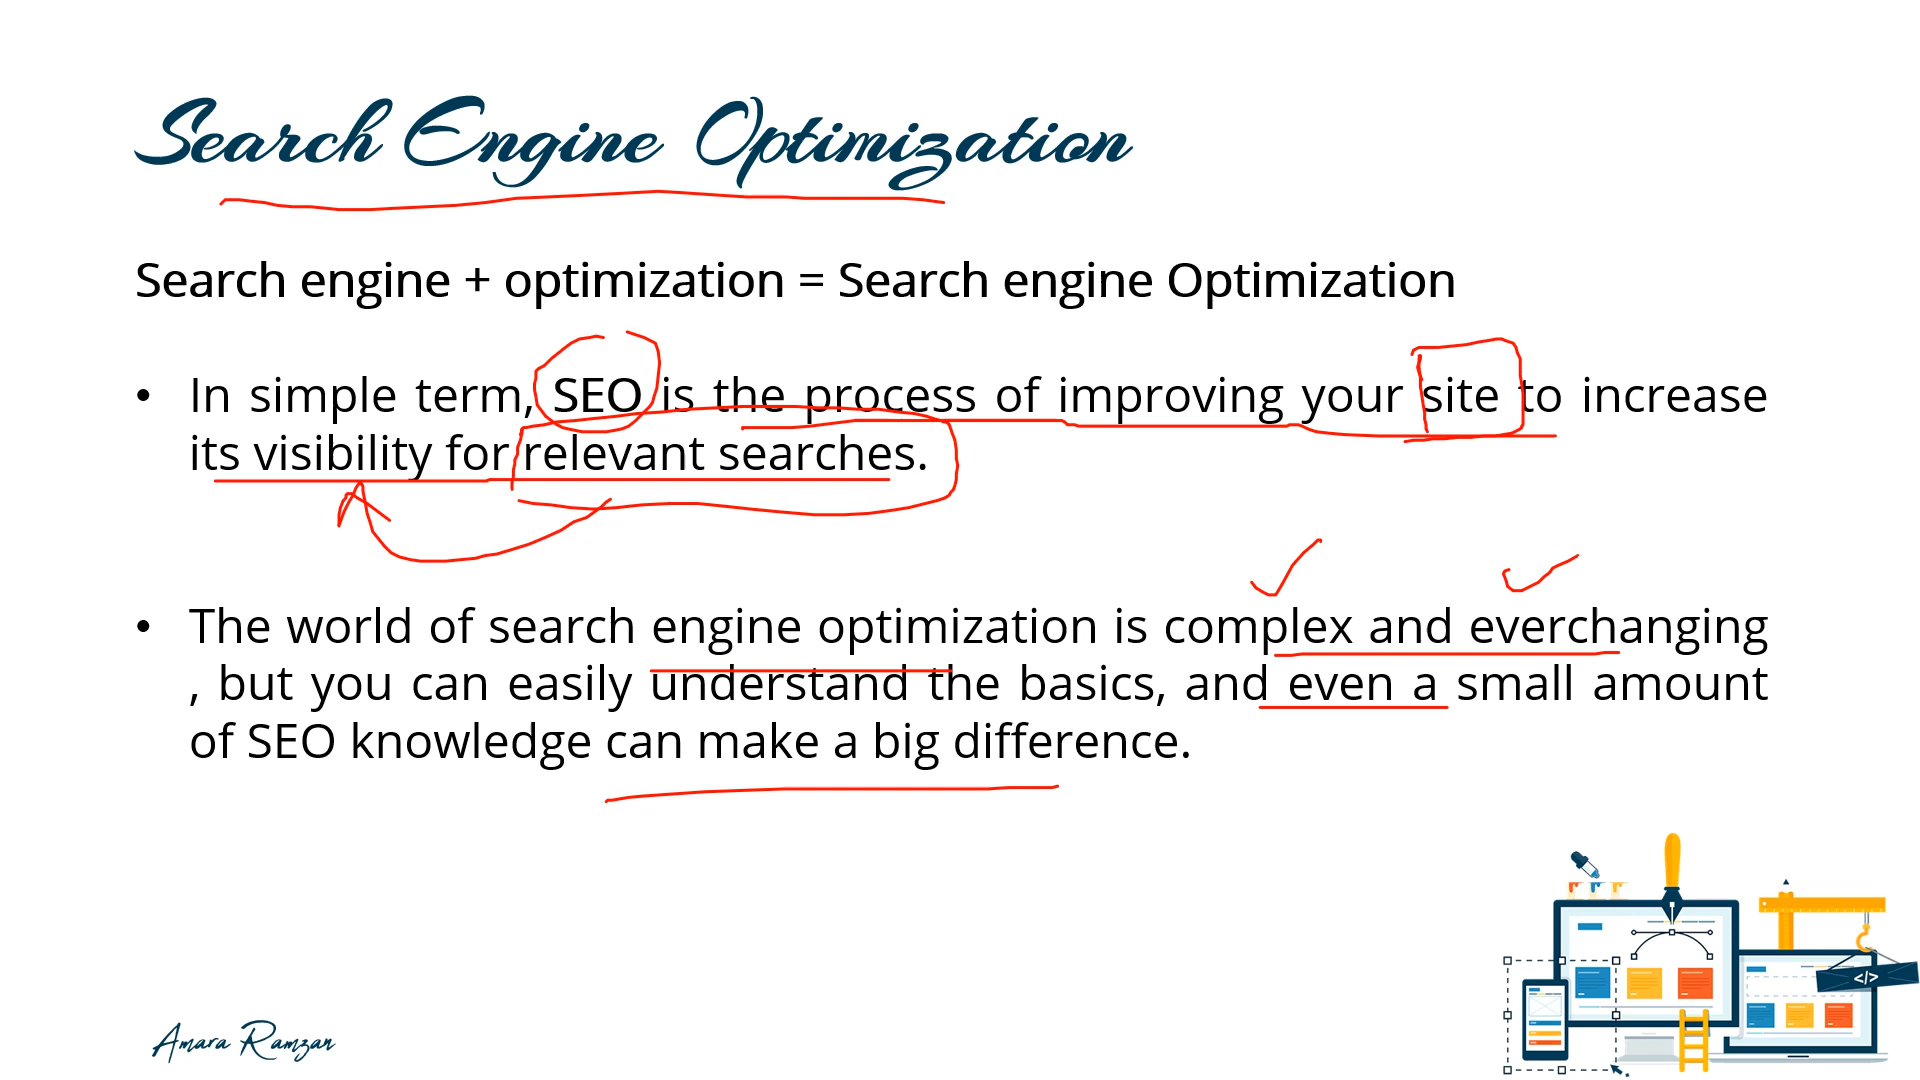 Search Engine Optimization
Search engine + optimization = Search engine Optimization
• In simple term, SEO is the process of improving your site to increase
its visibility for relevant searches.
• The world of search engine optimization is complex and everchanging
, but you can easily understand the basics, and even a small amount
of SEO knowledge can make a big difference.
</>
Amara Ramzan